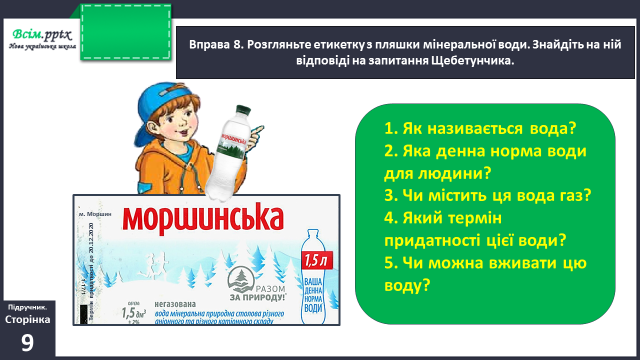 Всім.pptx
Нова українська школа
Вправа 8. Розгляньте етикетку з пляшки мінеральної води. Знайдіть на ній
відповіді на запитання Щебетунчика.
МОРШИНСЬКА
м. Моршин
моршинська
придатності до 20.12.2020
1,5 л
ВАША
ДЕННА
НОРМА
ВОДИ
РАЗОМ
ЗА ПРИРОДУ!
1,5 дм³
± 2%
негазована
вода мінеральна природна столова різного
аніонного та різного катіонного складу
1. Як називається вода?
2. Яка денна норма води
для людини?
3. Чи містить ця вода газ?
4. Який термін
придатності цієї води?
5. Чи можна вживати цю
воду?
Підручник.
Сторінка
9